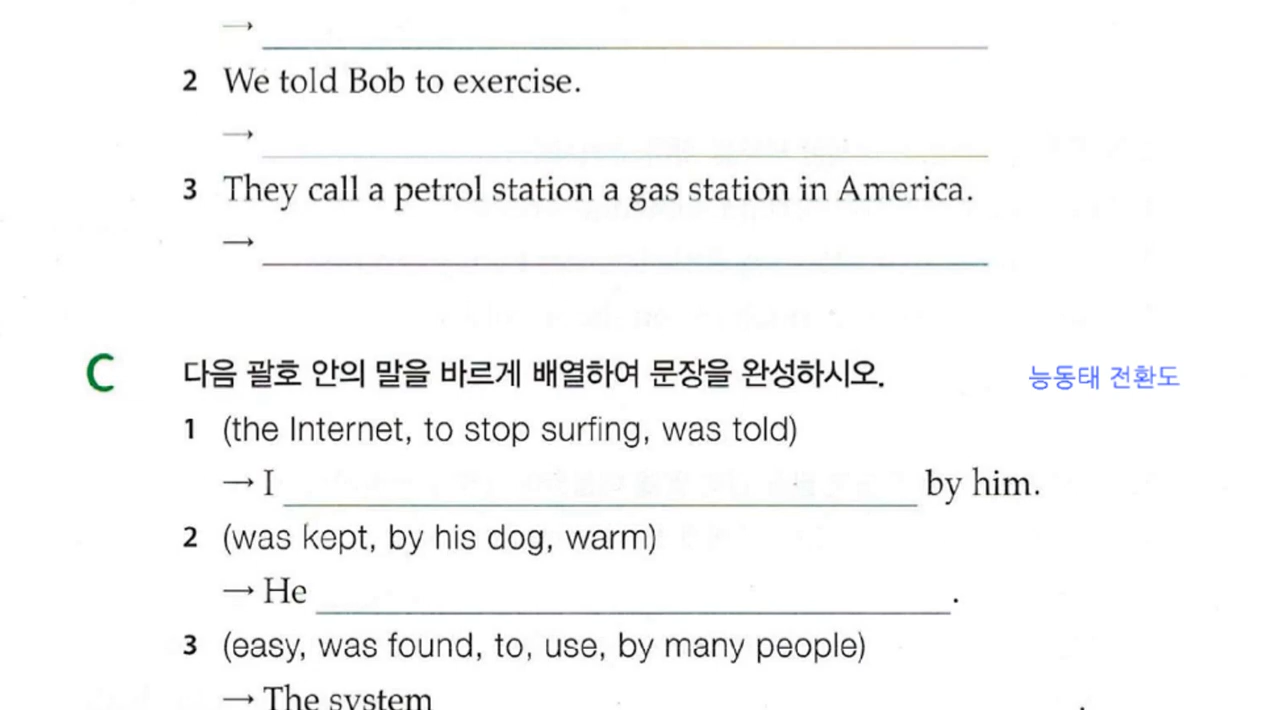 →
2 We told Bob to exercise.
→
3 They call a petrol station a gas station in America.
→
C 다음 괄호 안의 말을 바르게 배열하여 문장을 완성하시오. 능동태 전환도
1 (the Internet, to stop surfing, was told)
→ I by him.
2 (was kept, by his dog, warm)
→ He .
3 (easy, was found, to, use, by many people)
→ The system .